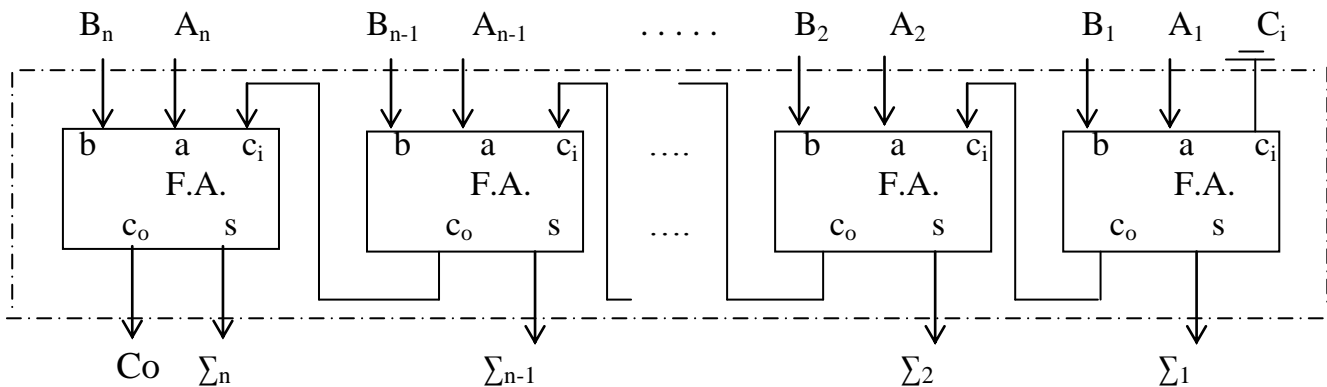 Bₙ Aₙ Bₙ₋₁ Aₙ₋₁ . . . . . B₂ A₂ B₁ A₁ Cᵢ
b a cᵢ b a cᵢ .... b a cᵢ b a cᵢ
F.A. F.A. F.A. F.A.
cₒ s cₒ s .... cₒ s cₒ s
Co ∑ₙ ∑ₙ₋₁ ∑₂ ∑₁